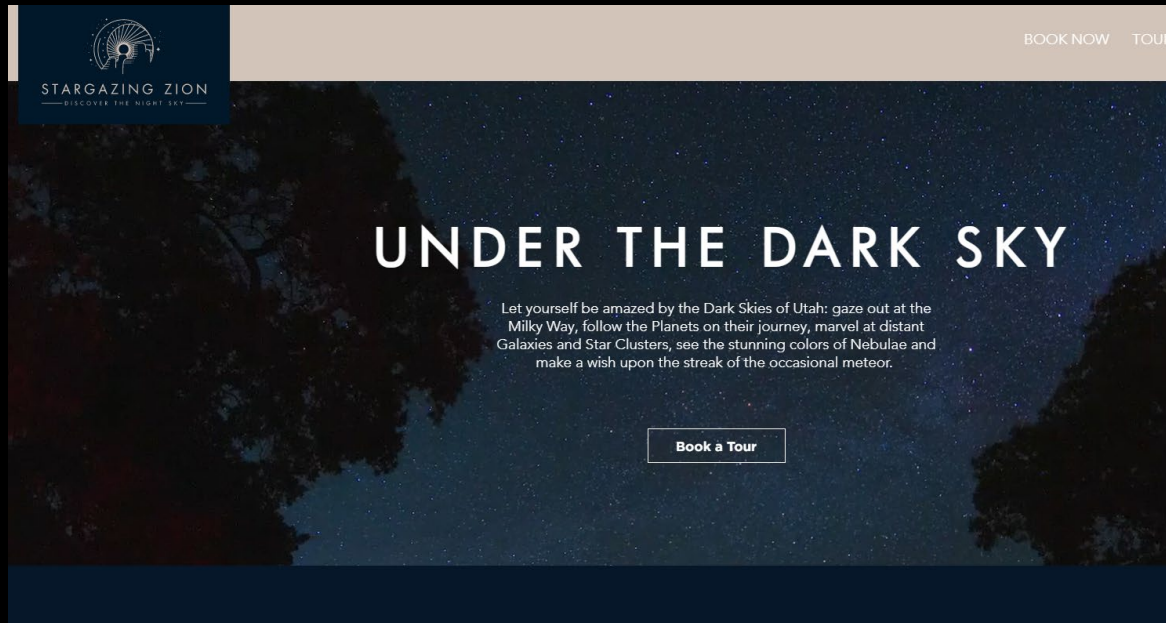 STARGAZING ZION
DISCOVER THE NIGHT SKY
BOOK NOW TOUR
UNDER THE DARK SKY
Let yourself be amazed by the Dark Skies of Utah: gaze out at the
Milky Way, follow the Planets on their journey, marvel at distant
Galaxies and Star Clusters, see the stunning colors of Nebulae and
make a wish upon the streak of the occasional meteor.
Book a Tour